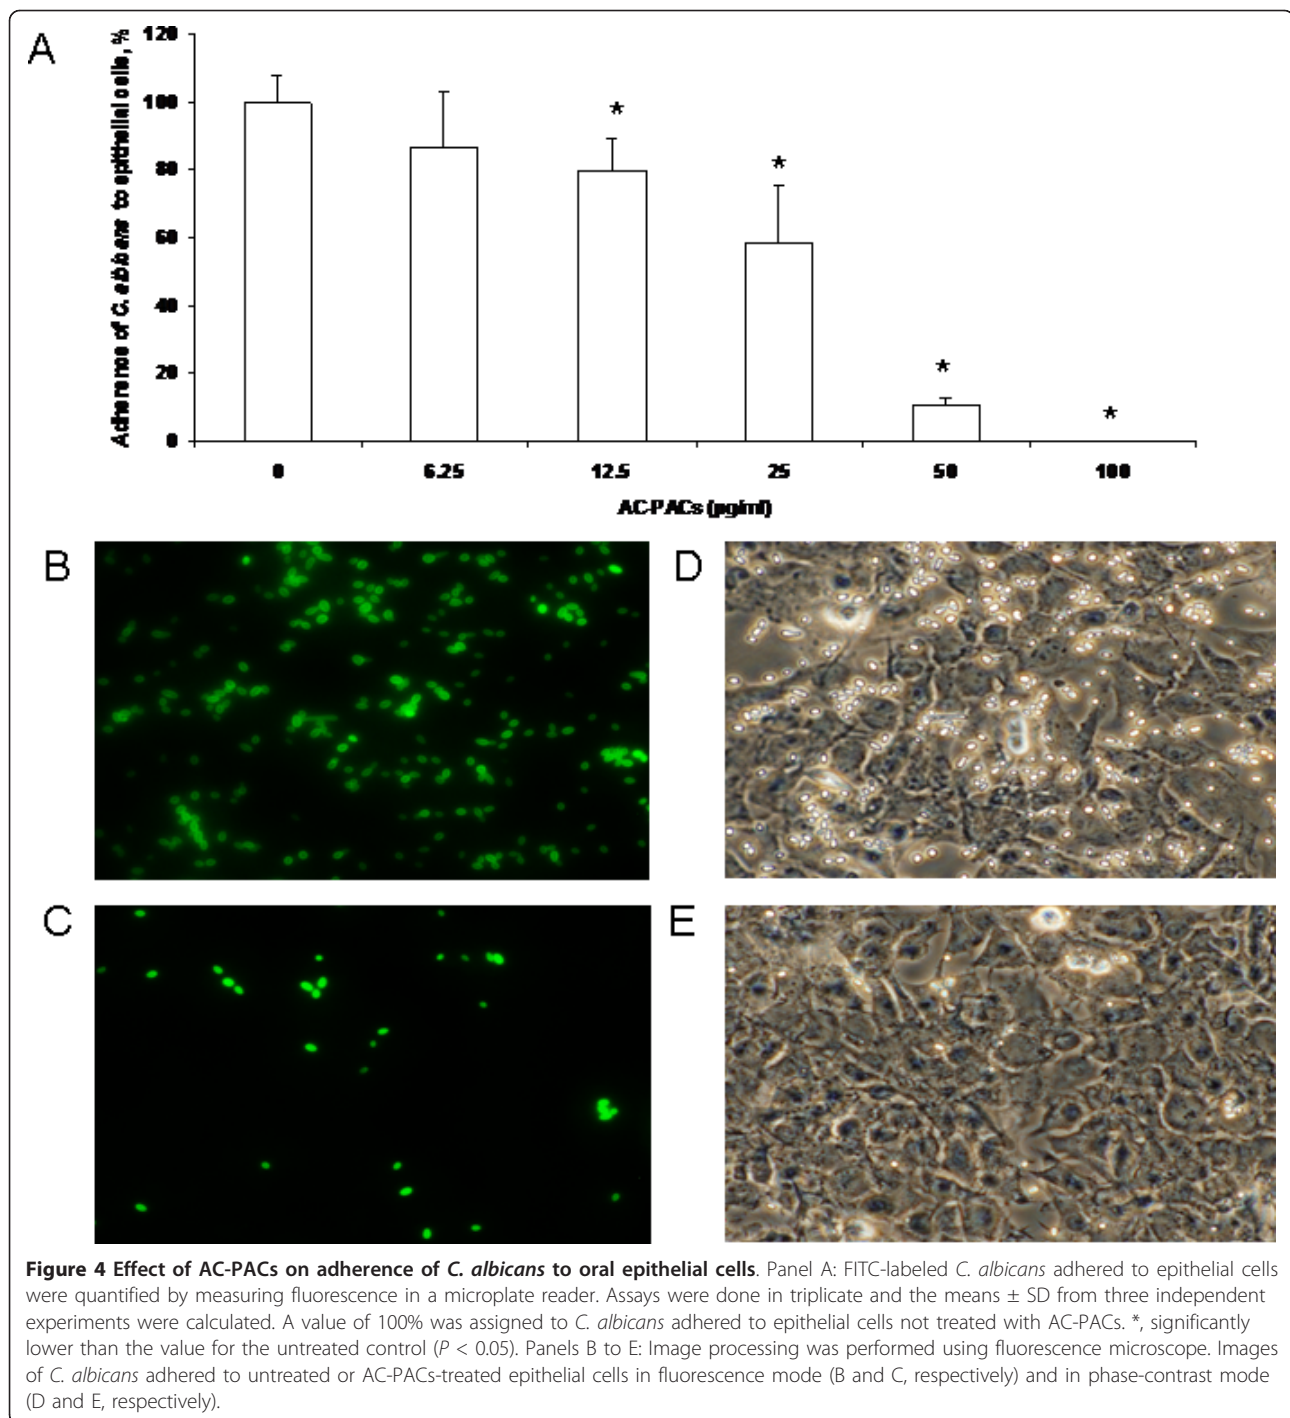 A
Adherence of C. albicans to epithelial cells, %
120
100
80
60
40
20
0
*
*
*
*
0 6.25 12.5 25 50 100
AC-PACs (µg/ml)
B
D
C
E
Figure 4 Effect of AC-PACs on adherence of C. albicans to oral epithelial cells. Panel A: FITC-labeled C. albicans adhered to epithelial cells
were quantified by measuring fluorescence in a microplate reader. Assays were done in triplicate and the means ± SD from three independent
experiments were calculated. A value of 100% was assigned to C. albicans adhered to epithelial cells not treated with AC-PACs. *, significantly
lower than the value for the untreated control (P < 0.05). Panels B to E: Image processing was performed using fluorescence microscope. Images
of C. albicans adhered to untreated or AC-PACs-treated epithelial cells in fluorescence mode (B and C, respectively) and in phase-contrast mode
(D and E, respectively).